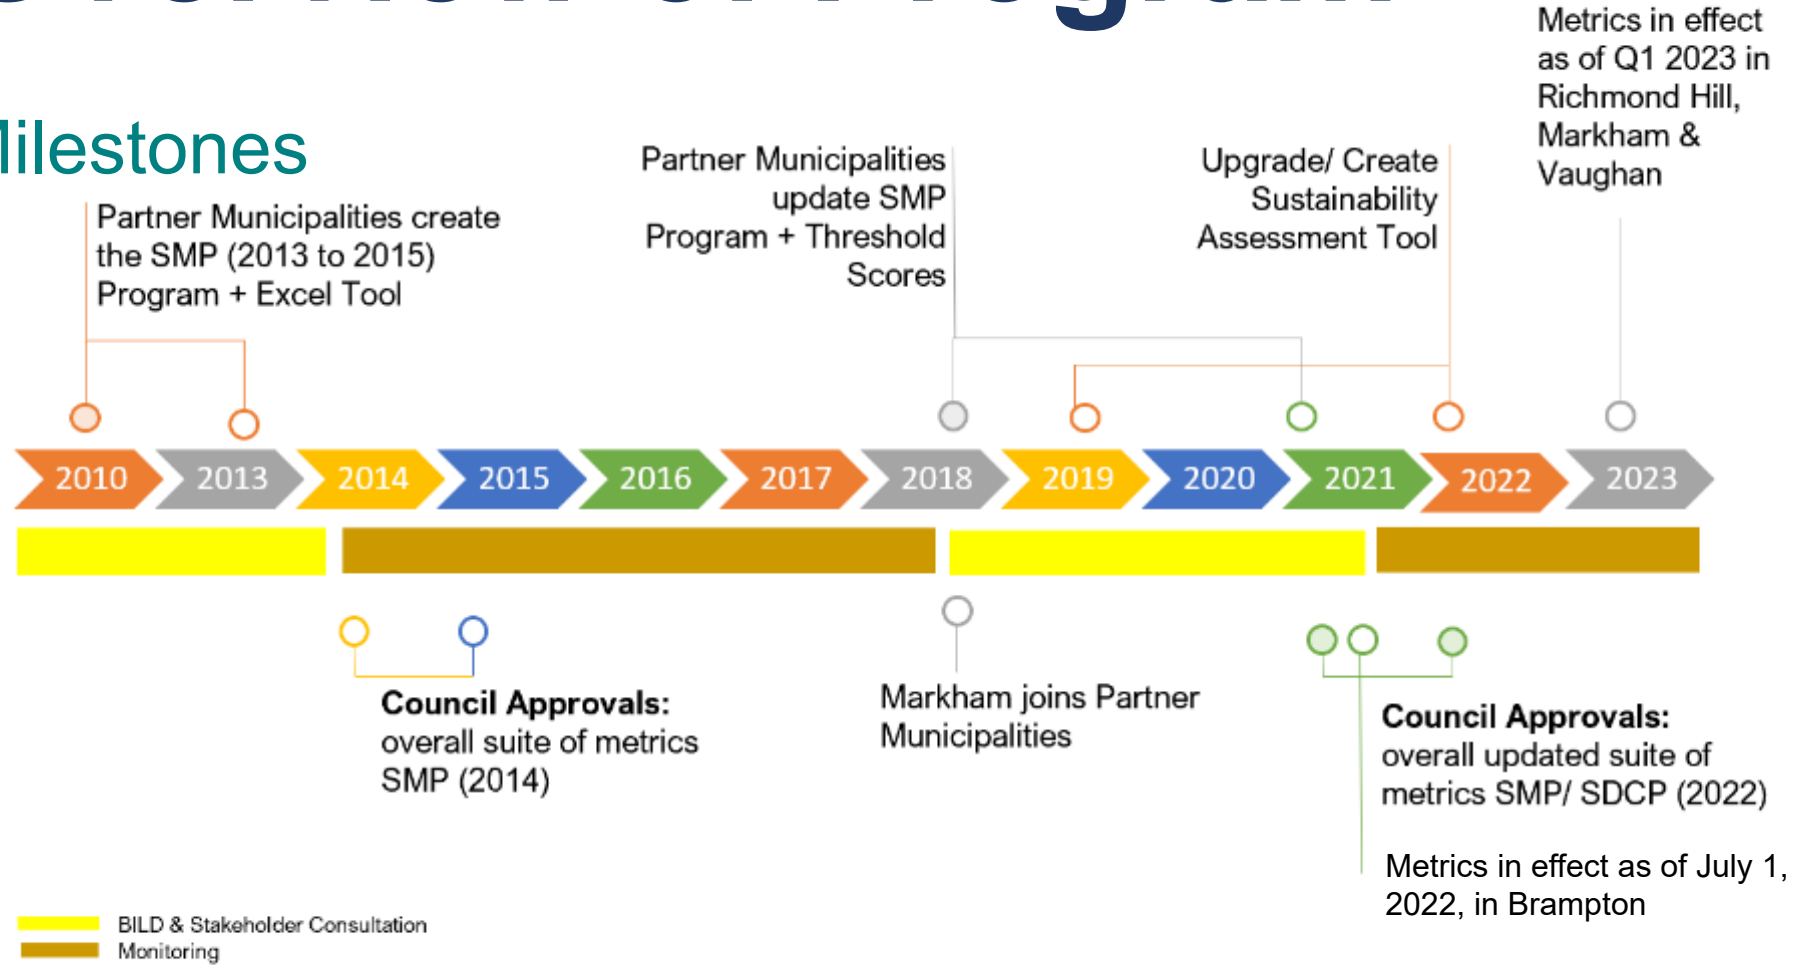 Overview of Program
Milestones
Metrics in effect
as of Q1 2023 in
Richmond Hill,
Markham &
Vaughan
Partner Municipalities create
the SMP (2013 to 2015)
Program + Excel Tool
Partner Municipalities
update SMP
Program + Threshold
Scores
Upgrade/ Create
Sustainability
Assessment Tool
2010
2013
2014
2015
2016
2017
2018
2019
2020
2021
2022
2023
Council Approvals:
overall suite of metrics
SMP (2014)
Markham joins Partner
Municipalities
Council Approvals:
overall updated suite of
metrics SMP/ SDCP (2022)
Metrics in effect as of July 1,
2022, in Brampton
BILD & Stakeholder Consultation
Monitoring